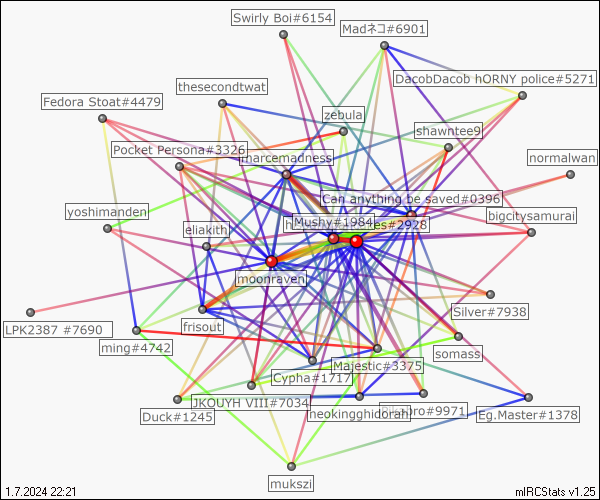 Swirly Boi#6154
Madネコ#6901
DacobDacob hORNY police#5271
thesecondtwat
Fedora Stoat#4479
zebula
shawntee9
Pocket Persona#3326
marcemadness
normalwan
Can anything be saved#0396
yoshimanden
bigcitysamurai
Mushy#1984
es#2928
eliakith
moonraven
Silver#7938
LPK2387 #7690
frisout
ming#4742
somass
Majestic#3375
Cypha#1717
JKOUYH VIII#7034
neokingghidorah
pro#9971
Duck#1245
Eg.Master#1378
mukszi
1.7.2024 22:21
mIRCStats v1.25